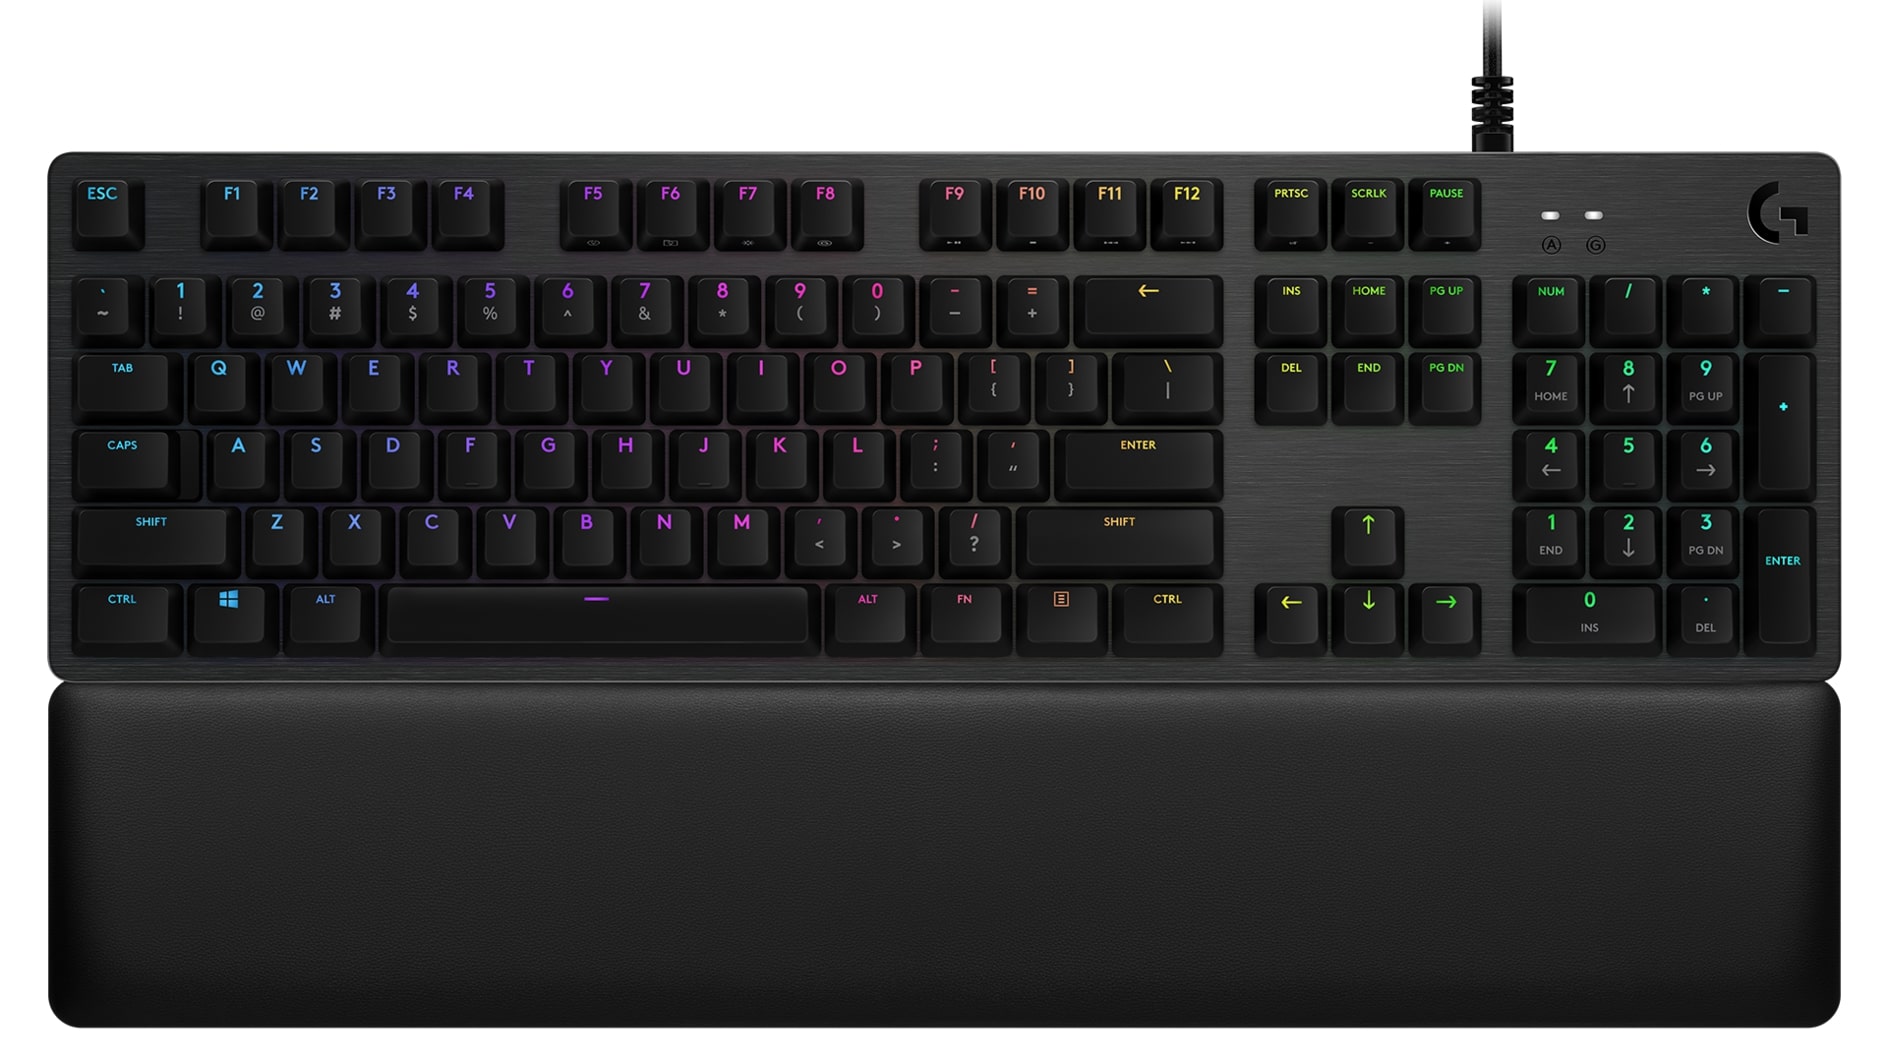 ESC F1 F2 F3 F4 F5 F6 F7 F8 F9 F10 F11 F12 PRTSC SCRLK PAUSE
A G
G
` 1 2 3 4 5 6 7 8 9 0 - = ← INS HOME PG UP NUM / * -
~ ! @ # $ % ^ & * ( ) _ +
TAB Q W E R T Y U I O P [ ] \ DEL END PG DN 7 8 9
{ } | HOME ↑ PG UP
+
CAPS A S D F G H J K L ; ' ENTER 4 5 6
: " ← →
SHIFT Z X C V B N M , . / SHIFT ↑ 1 2 3
< > ? END ↓ PG DN
ENTER
CTRL ALT ALT FN CTRL ← ↓ → 0 .
INS DEL